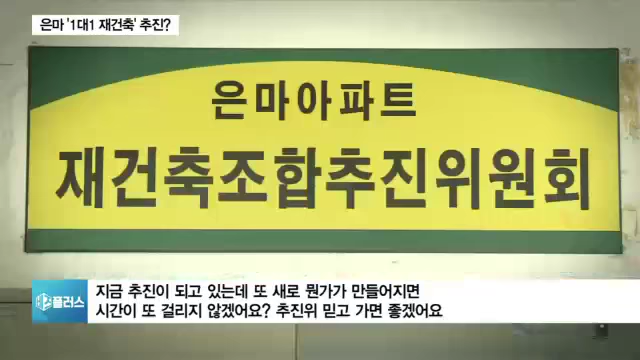 은마 '1대1 재건축' 추진?
은마아파트
재건축조합추진위원회
플러스
지금 추진이 되고 있는데 또 새로 뭔가가 만들어지면
시간이 또 걸리지 않겠어요? 추진위 믿고 가면 좋겠어요